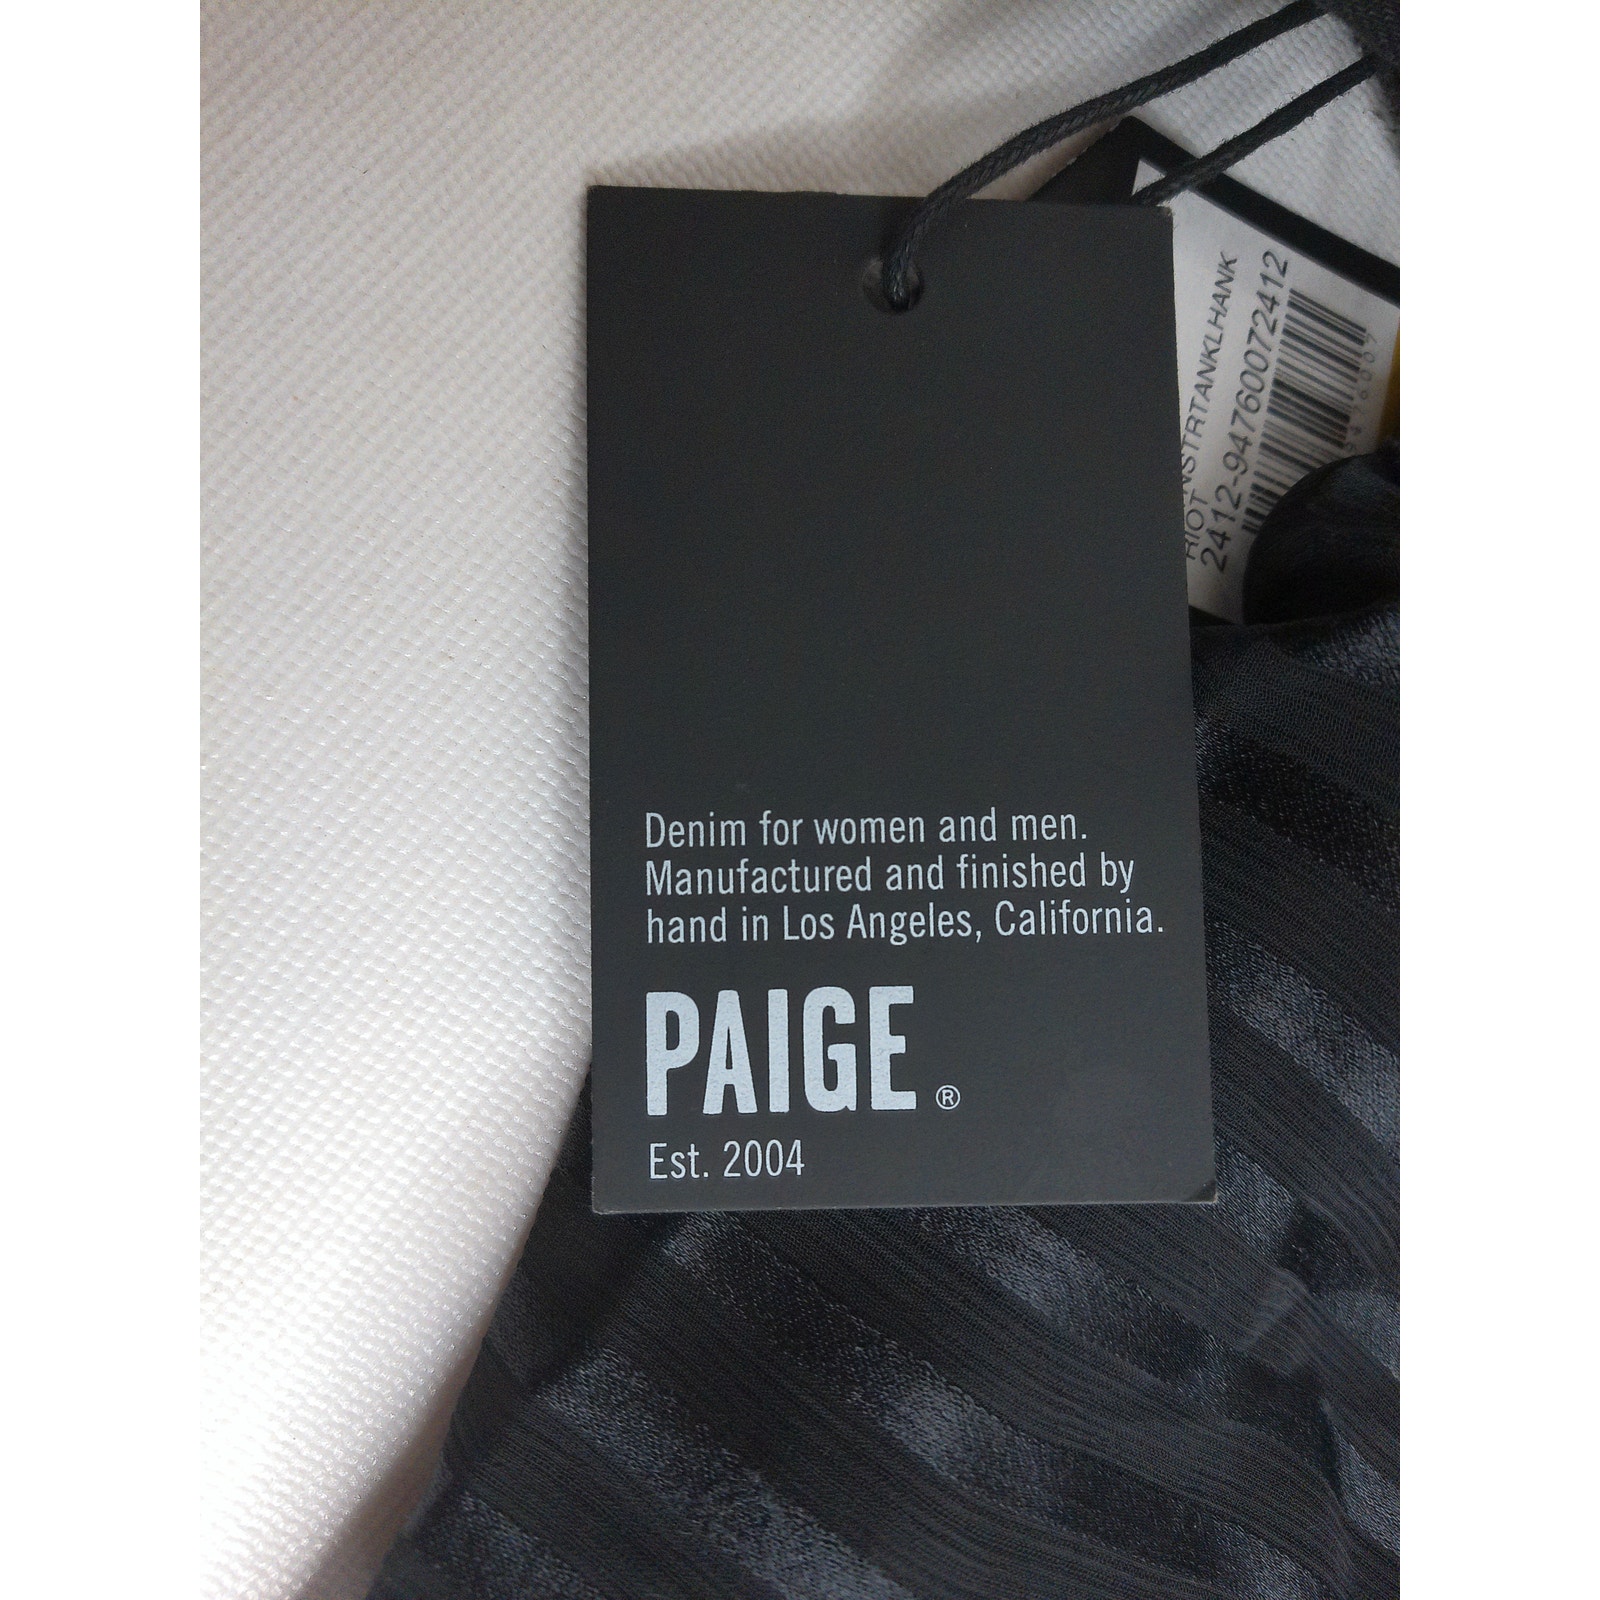 Denim for women and men.
Manufactured and finished by
hand in Los Angeles, California.
PAIGE®
Est. 2004
RIOT
2412-94760072412